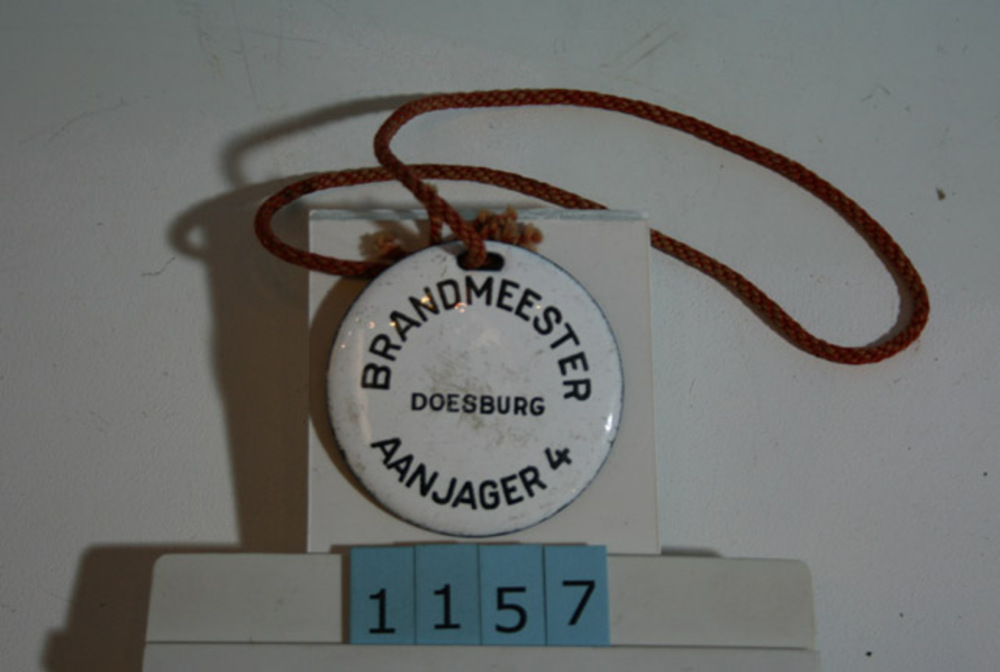 BRANDMEESTER
DOESBURG
AANJAGER 4
1157